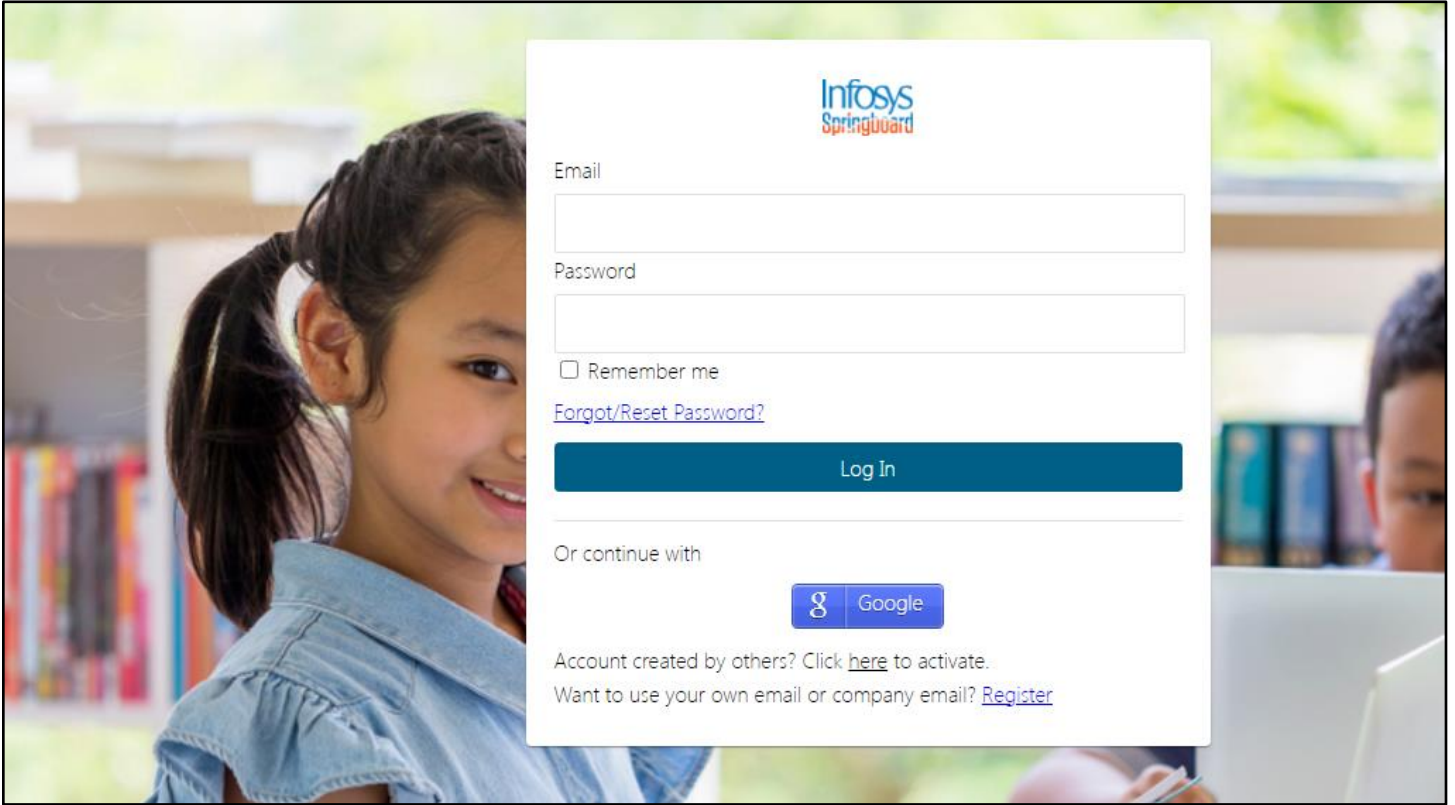 Infosys
Springboard
Email
Password
Remember me
Forgot/Reset Password?
Log In
Or continue with
g Google
Account created by others? Click here to activate.
Want to use your own email or company email? Register